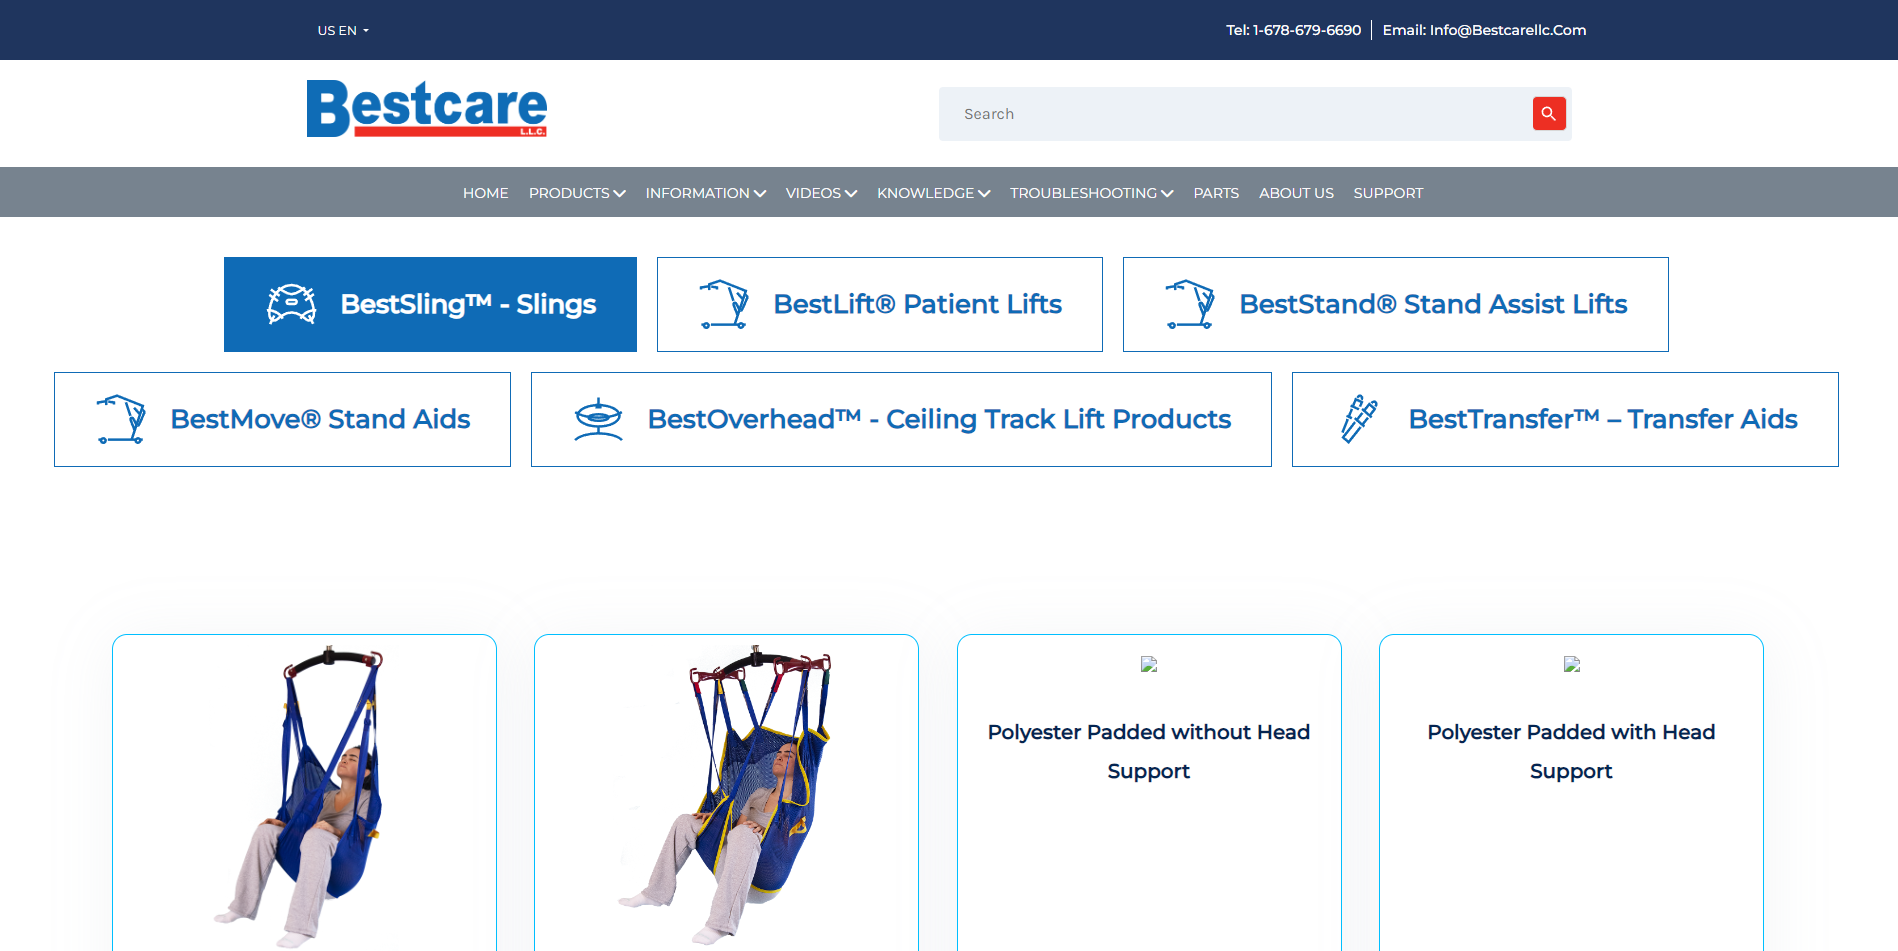 US EN
Tel: 1-678-679-6690
Email: Info@Bestcarellc.Com
Bestcare
L.L.C.
Search
HOME PRODUCTS INFORMATION VIDEOS KNOWLEDGE TROUBLESHOOTING PARTS ABOUT US SUPPORT
BestSling™ - Slings
BestLift® Patient Lifts
BestStand® Stand Assist Lifts
BestMove® Stand Aids
BestOverhead™ - Ceiling Track Lift Products
BestTransfer™ – Transfer Aids
Polyester Padded without Head
Support
Polyester Padded with Head
Support